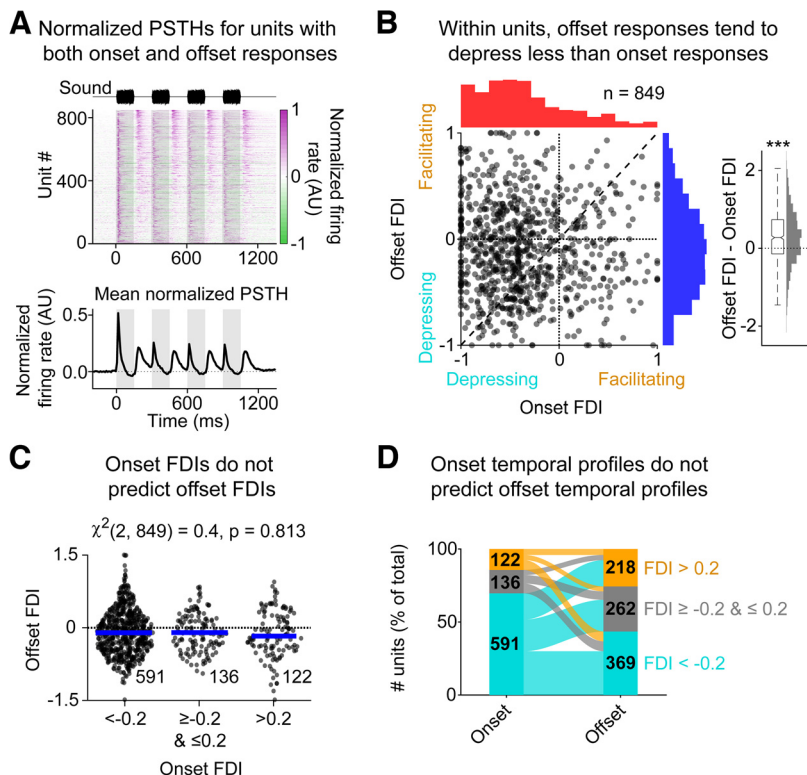 A
Normalized PSTHs for units with
both onset and offset responses
Sound
800
400
0
Unit #
0 600 1200
1
0
-1
Normalized firing
rate (AU)
Mean normalized PSTH
0.5
0.0
Normalized
firing rate (AU)
0 600 1200
Time (ms)
B
Within units, offset responses tend to
depress less than onset responses
n = 849
1
0
-1
Offset FDI
Facilitating
Depressing
-1 0 1
Depressing Facilitating
Onset FDI
***
2
0
-2
Offset FDI - Onset FDI
C
Onset FDIs do not
predict offset FDIs
χ²(2, 849) = 0.4, p = 0.813
1.5
0
-1.5
Offset FDI
591 136 122
<-0.2 ≥-0.2 >0.2
& ≤0.2
Onset FDI
D
Onset temporal profiles do not
predict offset temporal profiles
100
50
0
# units (% of total)
122
136
591
218
262
369
FDI > 0.2
FDI ≥ -0.2 & ≤ 0.2
FDI < -0.2
Onset
Offset